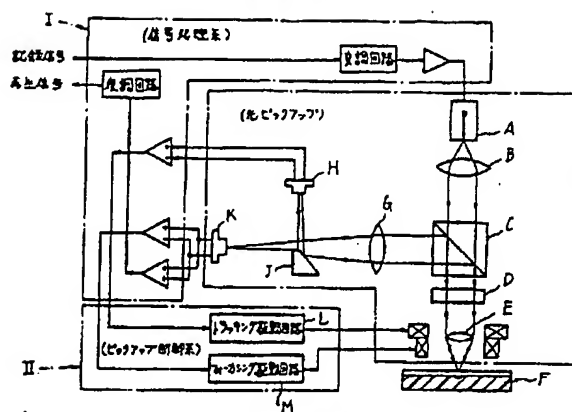 I
(信号処理系)
記録信号
再生信号
変調回路
復調回路
(光ピックアップ)
A
B
H
K
G
C
J
D
L
E
トラッキング駆動回路
(ピックアップ制御系)
II
フォーカシング駆動回路
M
F